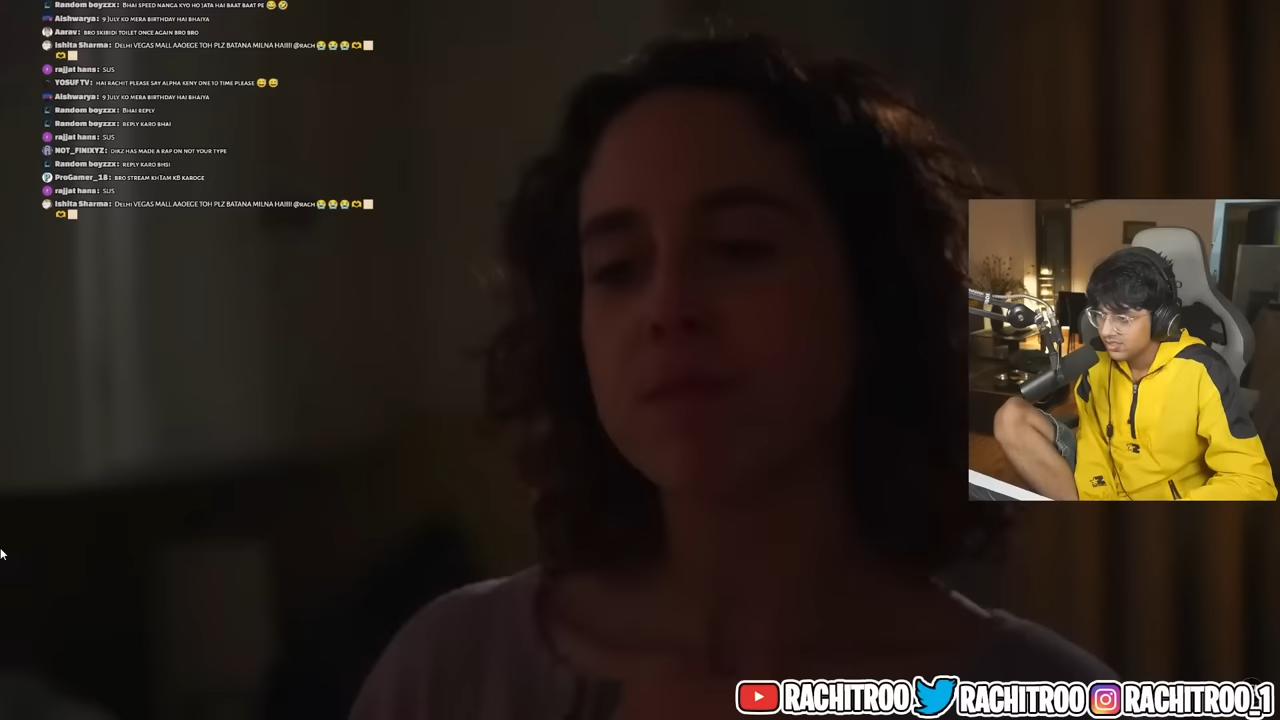 Random boyzzx: BHAI SPEED NANGA KYO HO JATA HAI BAAT BAAT PE 😂🤣
Aishwarya: 9 JULY KO MERA BIRTHDAY HAI BHAIYA
Aarav: BRO SKIBIDI TOILET ONCE AGAIN BRO BRO
Ishita Sharma: DELHI VEGAS MALL AAOEGE TOH PLZ BATANA MILNA HAI!!! @RACH 😭😭😭🫶🏻
🫶🏻
rajjat hans: SUS
YOSUF TV: HAI RACHIT PLEASE SAY ALPHA KENY ONE 10 TIME PLEASE 😅😅
Aishwarya: 9 JULY KO MERA BIRTHDAY HAI BHAIYA
Random boyzzx: BHAI REPLY
Random boyzzx: REPLY KARO BHAI
rajjat hans: SUS
NOT_FINIXYZ: DIKZ HAS MADE A RAP ON NOT YOUR TYPE
Random boyzzx: REPLY KARO BHSI
ProGamer_18: BRO STREAM KHTAM KB KAROGE
rajjat hans: SUS
Ishita Sharma: DELHI VEGAS MALL AAOEGE TOH PLZ BATANA MILNA HAI!!! @RACH 😭😭😭🫶🏻
🫶🏻
RACHITROO RACHITROO RACHITROO_1